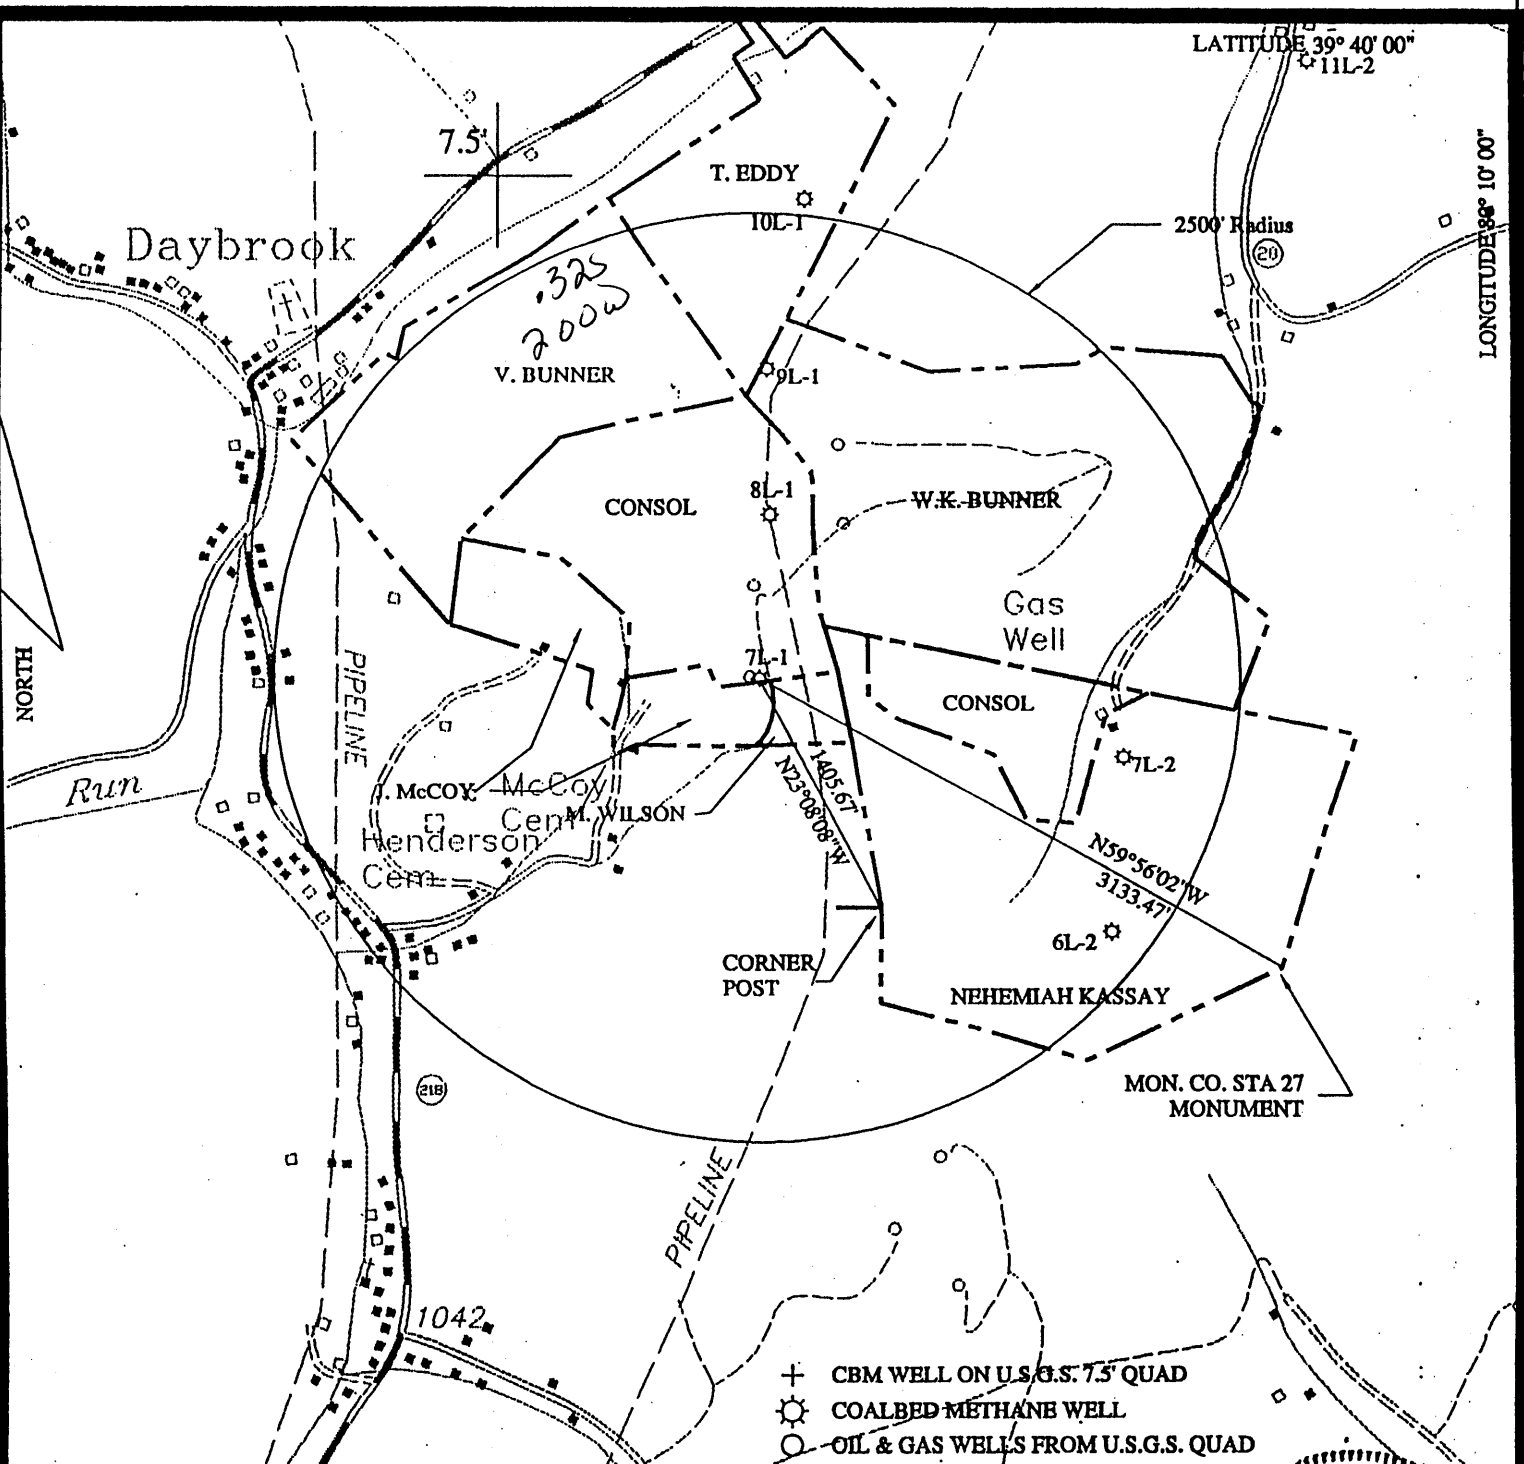 LATITUDE 39° 40' 00"
11L-2
7.5'
LONGITUDE 80° 10' 00"
T. EDDY
10L-1
2500' Radius
Daybrook
.32S
2.00W
V. BUNNER
9L-1
8L-1
CONSOL
W.K. BUNNER
Gas
Well
7L-1
NORTH
PIPELINE
CONSOL
7L-2
Run
McCOY
McCoy
Cem
M. WILSON
Henderson
Cem
1405.67'
N23°08'08"W
N59°56'02"W
3133.47'
6L-2
CORNER
POST
NEHEMIAH KASSAY
MON. CO. STA 27
MONUMENT
218
PIPELINE
1042
CBM WELL ON U.S.G.S. 7.5' QUAD
COALBED METHANE WELL
OIL & GAS WELLS FROM U.S.G.S. QUAD